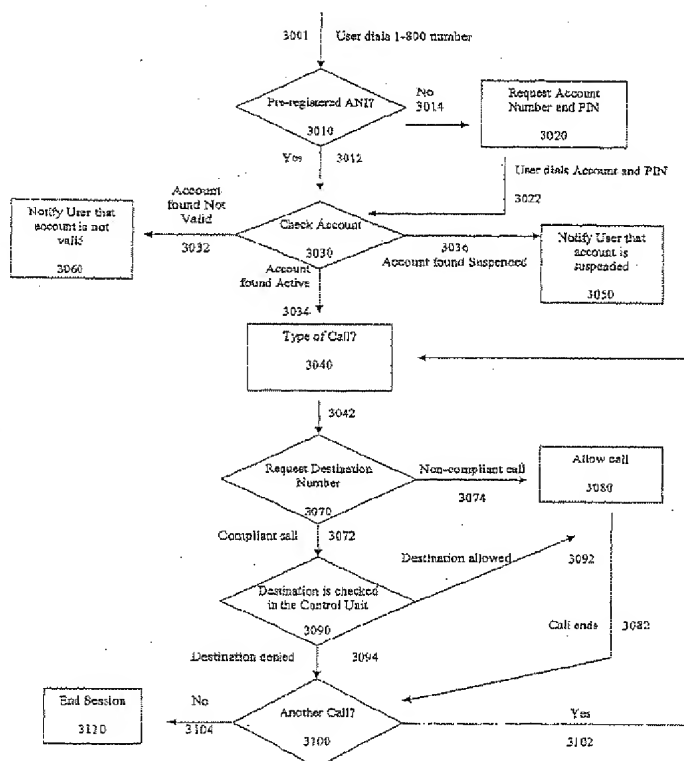 3001 User dials 1-800 number
Pre-registered ANI?
3010
No
3014
Request Account
Number and PIN
3020
Yes 3012
User dials Account and PIN
3022
Account
found Not
Valid
3032
Notify User that
account is not
valid
3060
Check Account
3030
3036
Account found Suspended
Notify User that
account is
suspended
3050
Account
found Active
3034
Type of Call?
3040
3042
Request Destination
Number
3070
Non-compliant call
3074
Allow call
3080
Compliant call 3072
Destination allowed
3092
Destination is checked
in the Control Unit
3090
Call ends 3082
Destination denied 3094
End Session
3110
No
3104
Another Call?
3100
Yes
3102